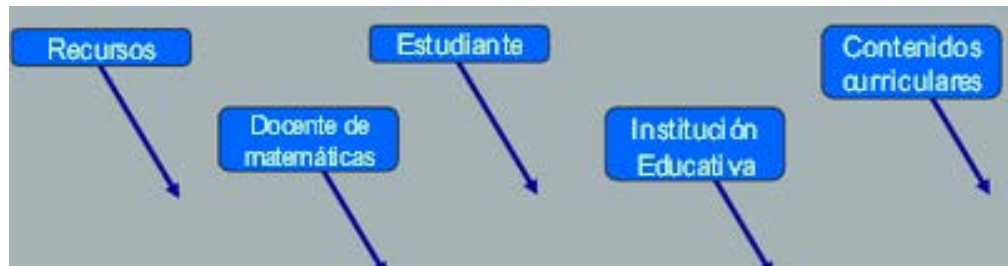 Recursos
Estudiante
Contenidos
curriculares
Docente de
matemáticas
Institución
Educativa